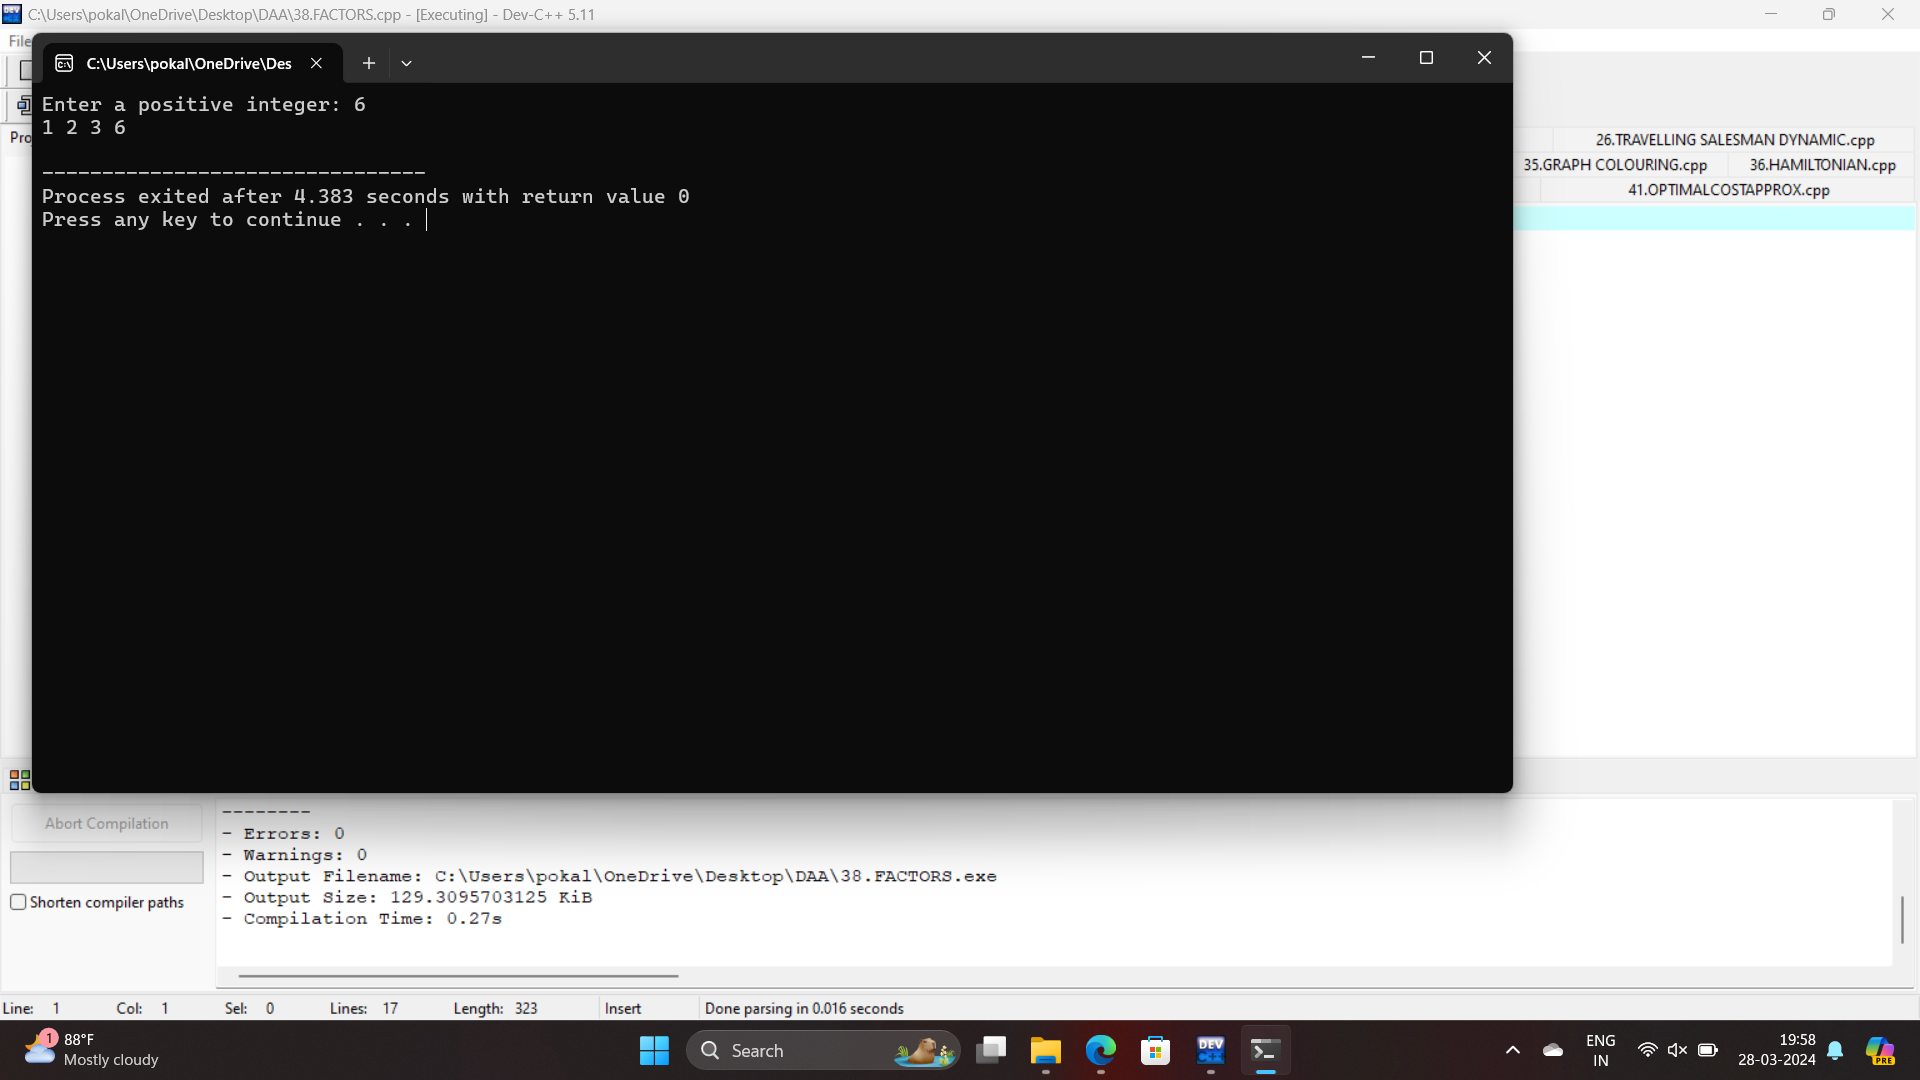 C:\Users\pokal\OneDrive\Desktop\DAA\38.FACTORS.cpp - [Executing] - Dev-C++ 5.11
File
C:\Users\pokal\OneDrive\Des
Enter a positive integer: 6
1 2 3 6
--------------------------------
Process exited after 4.383 seconds with return value 0
Press any key to continue . . .
26.TRAVELLING SALESMAN DYNAMIC.cpp
35.GRAPH COLOURING.cpp 36.HAMILTONIAN.cpp
41.OPTIMALCOSTAPPROX.cpp
Abort Compilation
Shorten compiler paths
--------
- Errors: 0
- Warnings: 0
- Output Filename: C:\Users\pokal\OneDrive\Desktop\DAA\38.FACTORS.exe
- Output Size: 129.3095703125 KiB
- Compilation Time: 0.27s
Line: 1 Col: 1 Sel: 0 Lines: 17 Length: 323 Insert Done parsing in 0.016 seconds
1
88°F
Mostly cloudy
Search
DEV
ENG
IN
19:58
28-03-2024
PRE